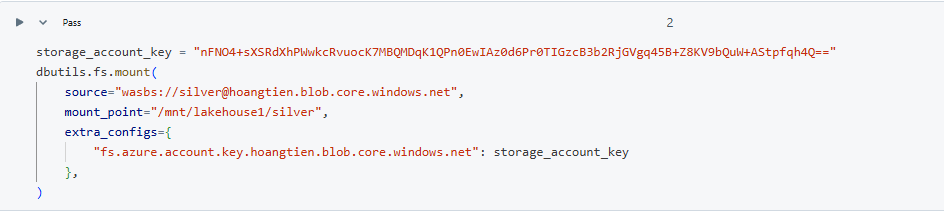 Pass 2
storage_account_key = "nFNO4+sXSRdXhPWwkcRvuocK7MBQMDqK1QPn0EwIAz0d6Pr0TIGzcB3b2RjGVgq45B+Z8KV9bQuW+AStpfqh4Q=="
dbutils.fs.mount(
    source="wasbs://silver@hoangtien.blob.core.windows.net",
    mount_point="/mnt/lakehouse1/silver",
    extra_configs={
        "fs.azure.account.key.hoangtien.blob.core.windows.net": storage_account_key
    },
)